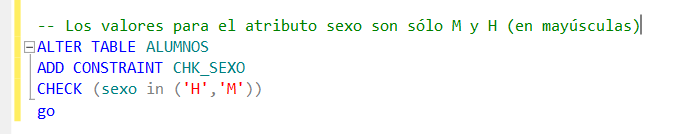 -- Los valores para el atributo sexo son sólo M y H (en mayúsculas)
ALTER TABLE ALUMNOS
ADD CONSTRAINT CHK_SEXO
CHECK (sexo in ('H','M'))
go